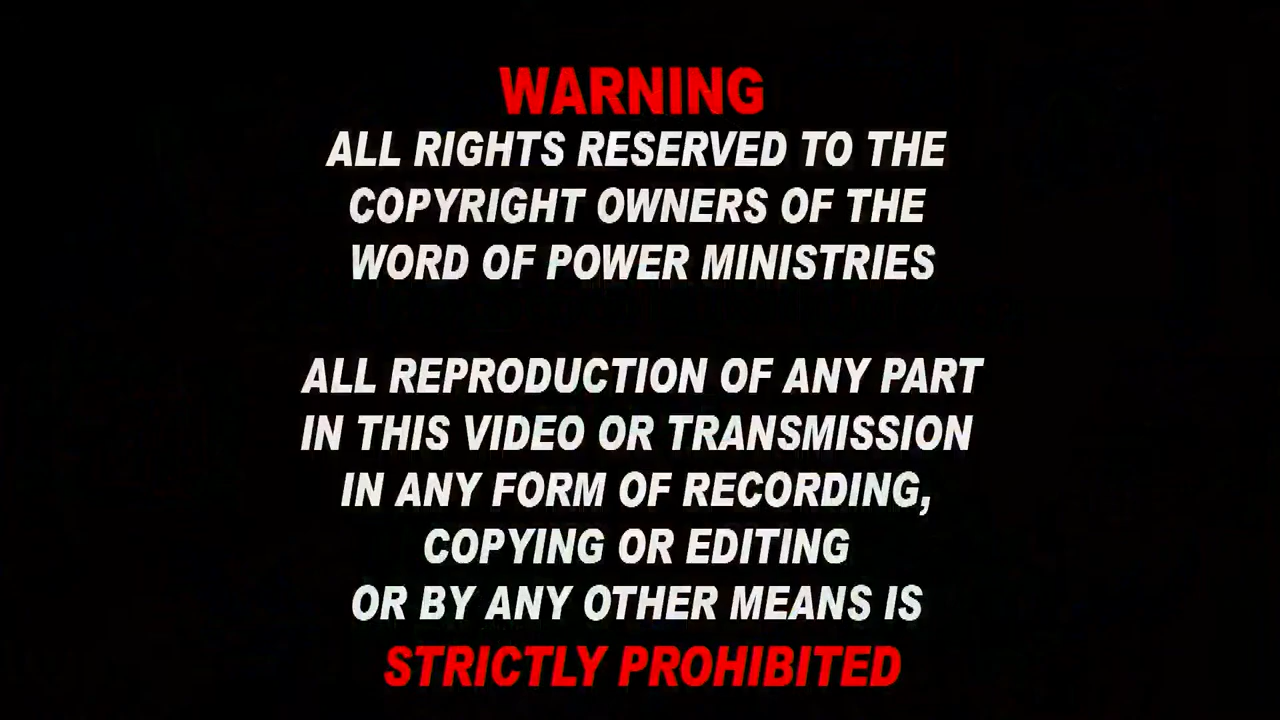 WARNING
ALL RIGHTS RESERVED TO THE
COPYRIGHT OWNERS OF THE
WORD OF POWER MINISTRIES
ALL REPRODUCTION OF ANY PART
IN THIS VIDEO OR TRANSMISSION
IN ANY FORM OF RECORDING,
COPYING OR EDITING
OR BY ANY OTHER MEANS IS
STRICTLY PROHIBITED